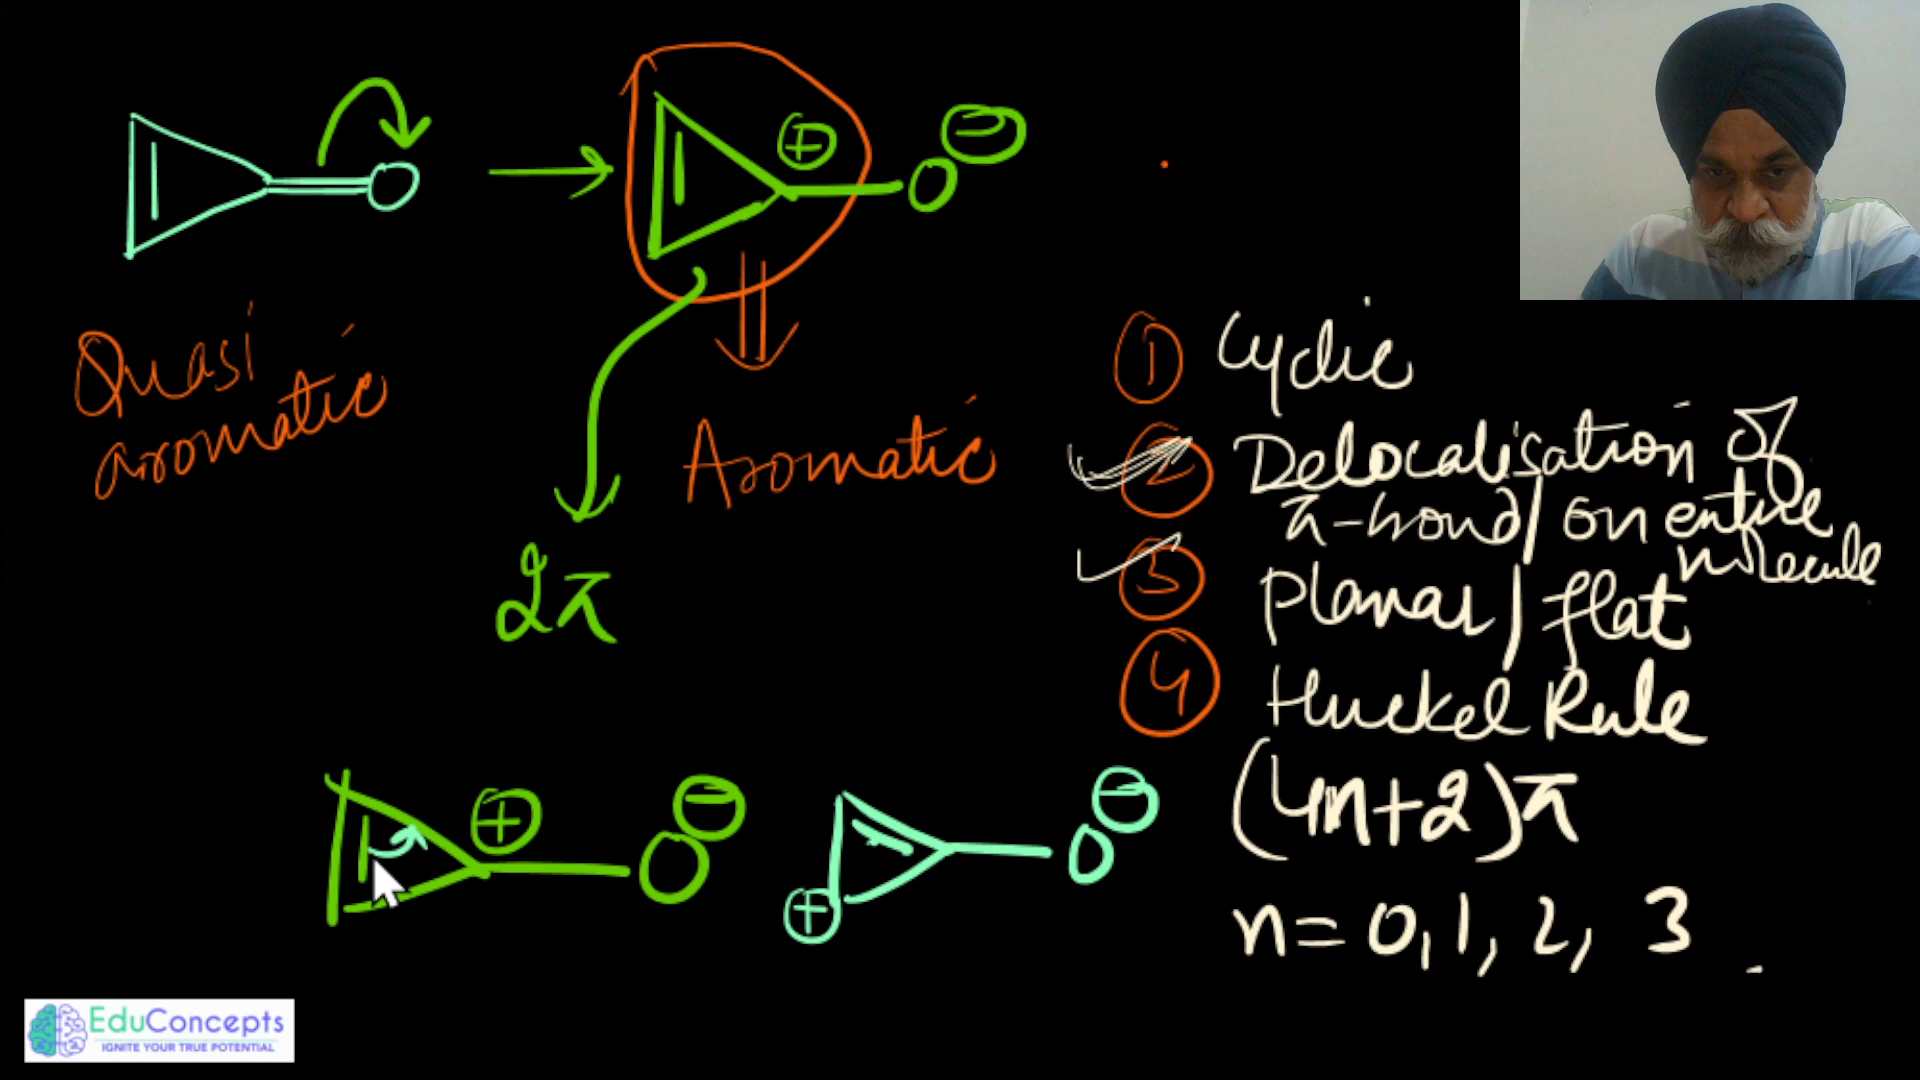 O
⊕
O
⊖
Quasi
aromatic
Aromatic
2π
① Cyclic
② Delocalisation of
π-bond/on entire
molecule
③ Planar/flat
④ Huckel Rule
(4n+2)π
n=0,1,2,3
⊕
O
⊖
⊕
O
⊖
EduConcepts
IGNITE YOUR TRUE POTENTIAL